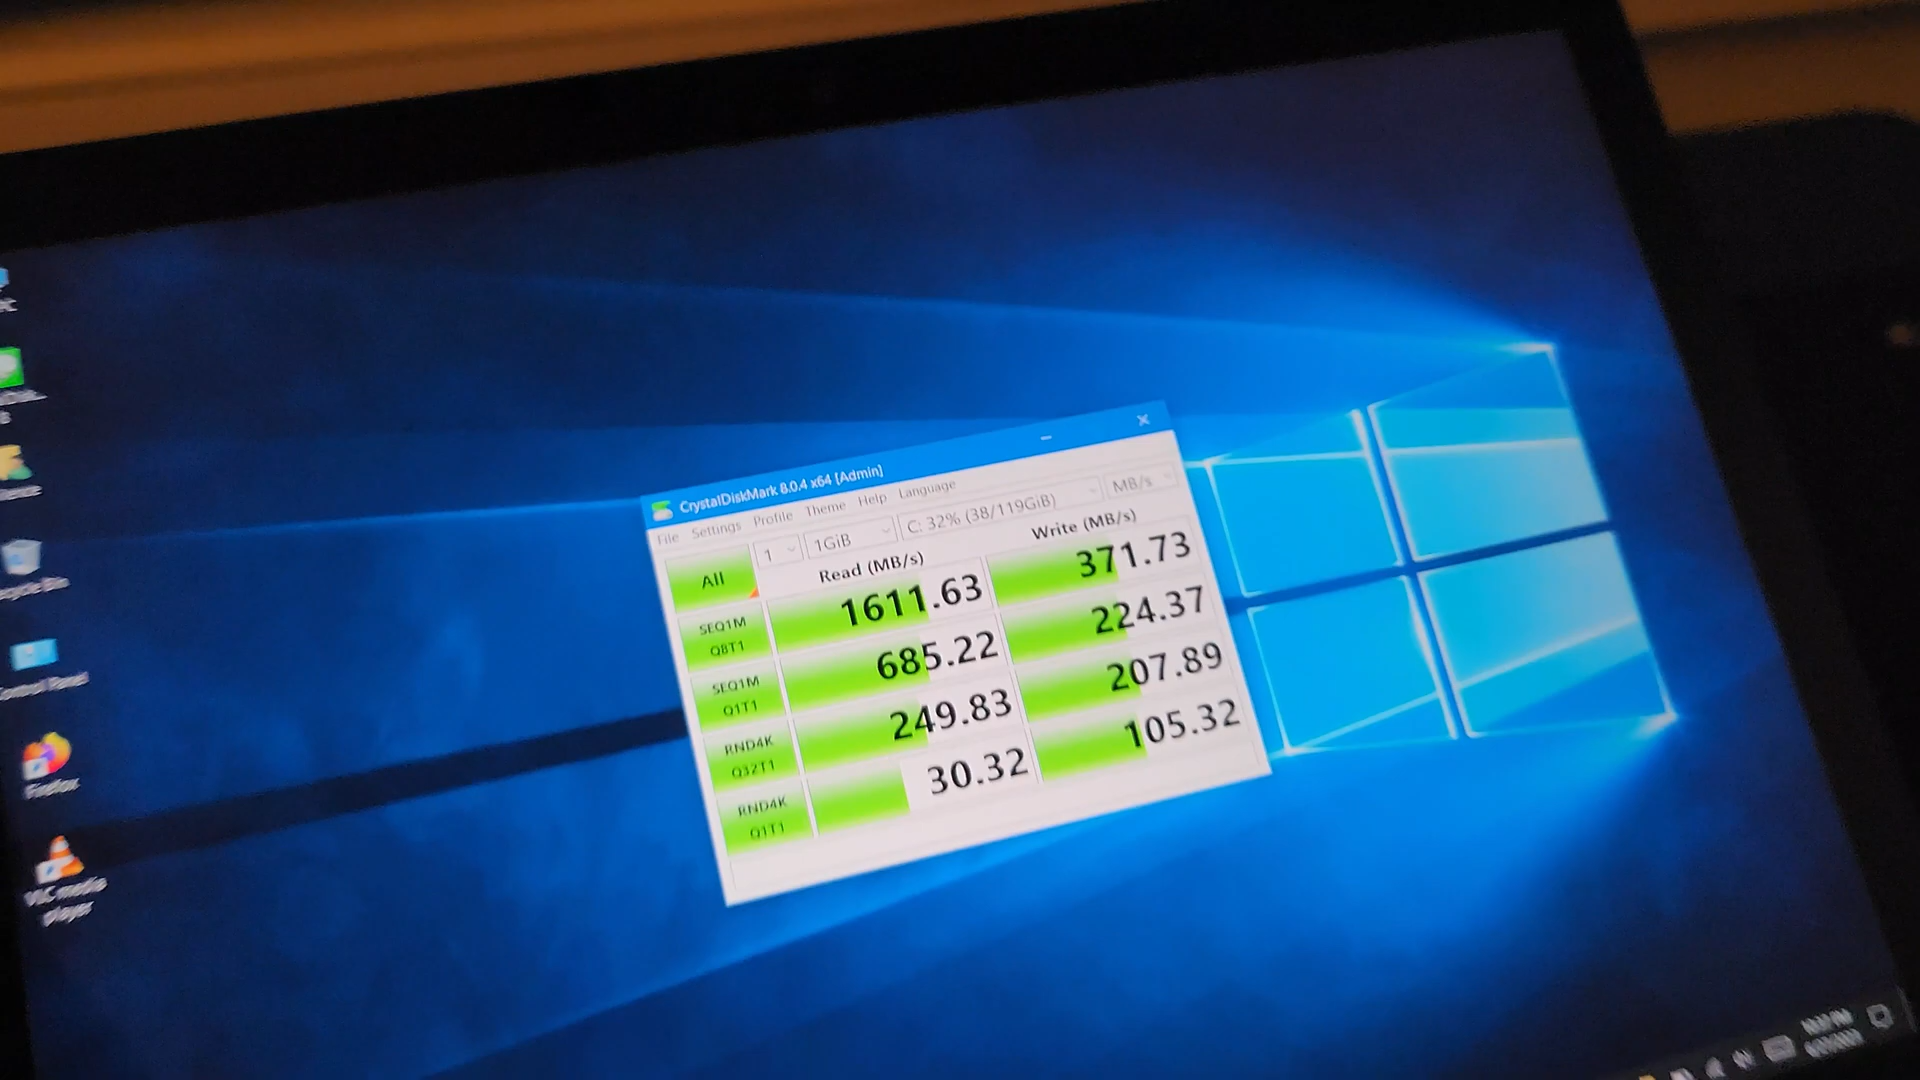 CrystalDiskMark 8.0.4 x64 [Admin]
File Settings Profile Theme Help Language
All 1 1GiB C: 32% (38/119GiB) MB/s
Read (MB/s) Write (MB/s)
SEQ1M Q8T1 1611.63 371.73
SEQ1M Q1T1 685.22 224.37
RND4K Q32T1 249.83 207.89
RND4K Q1T1 30.32 105.32
Control Panel
Firefox
VLC media
player